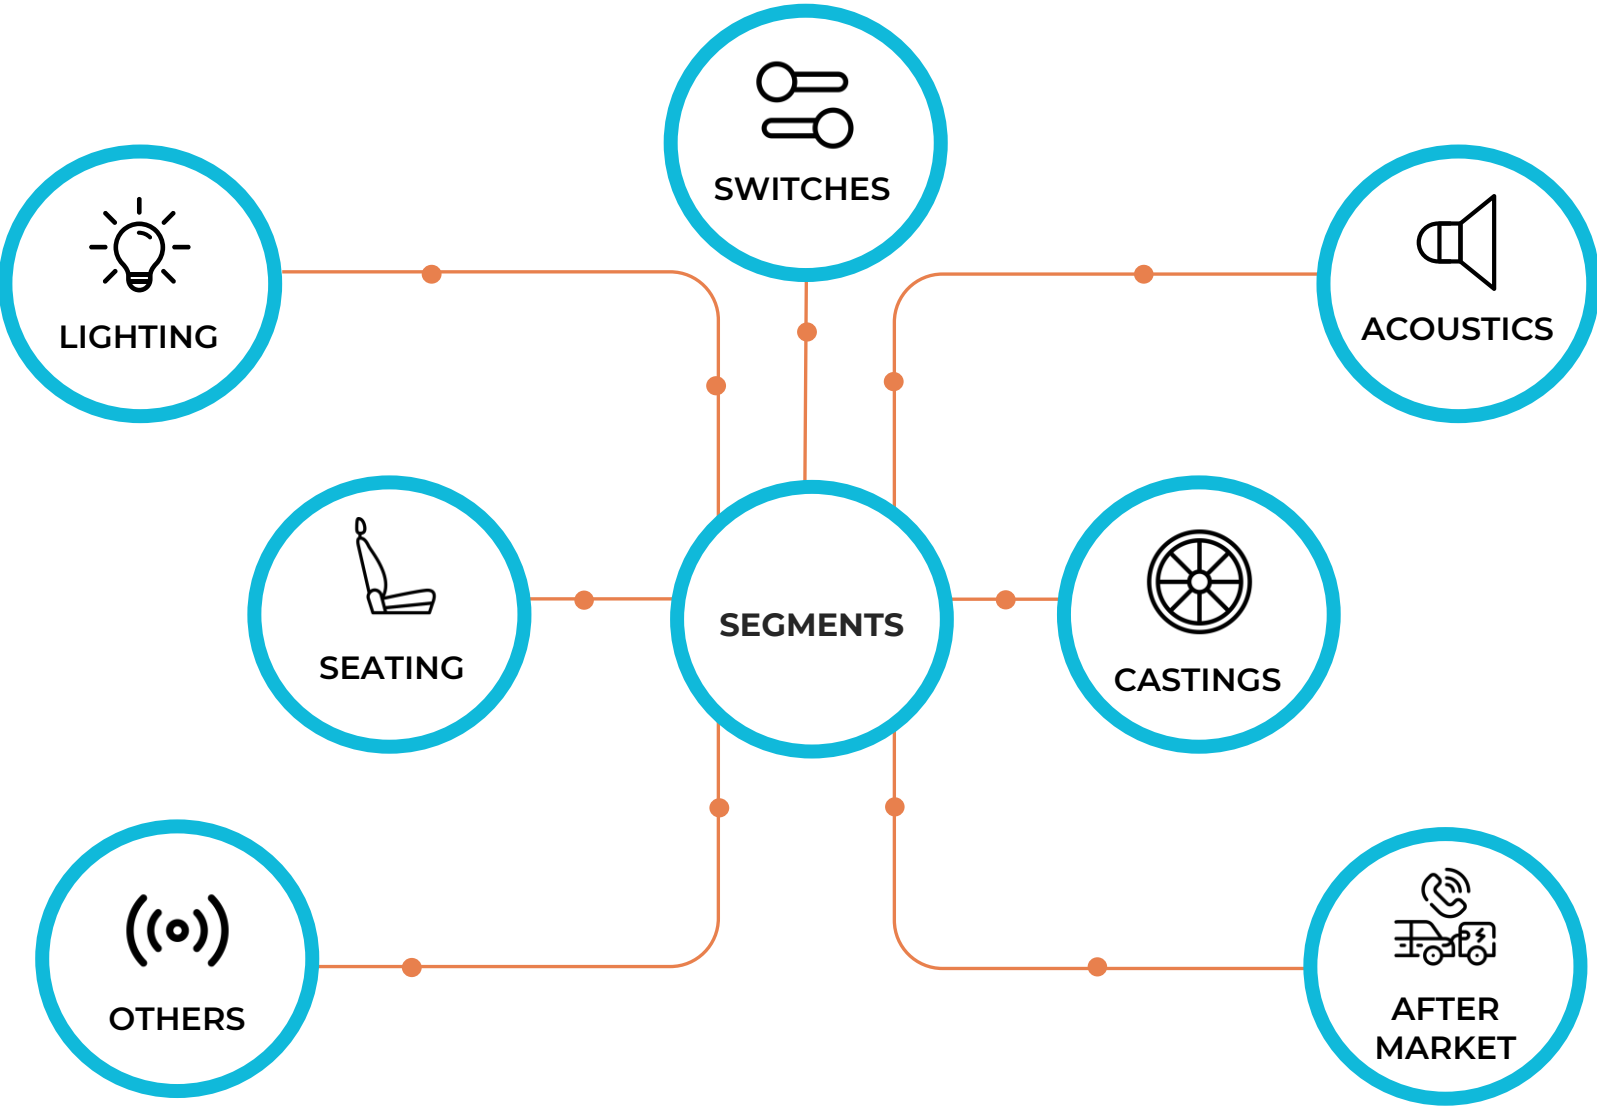 SWITCHES
LIGHTING
ACOUSTICS
SEATING
SEGMENTS
CASTINGS
OTHERS
AFTER
MARKET